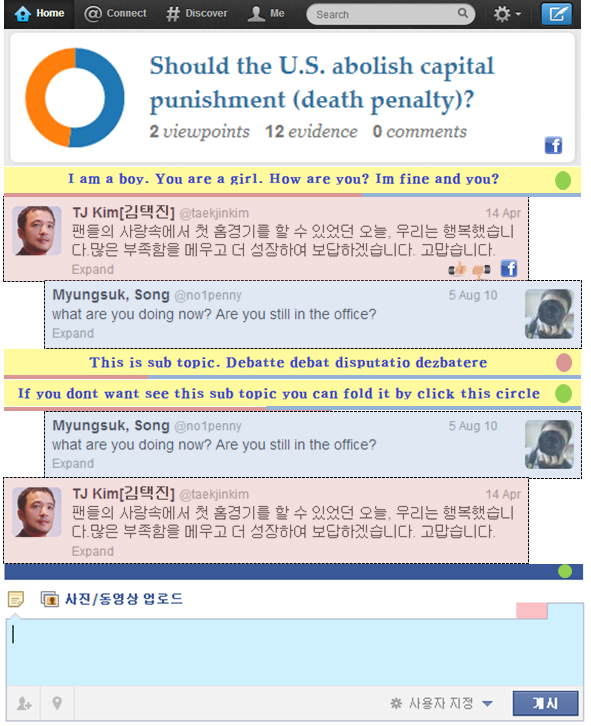 Home Connect Discover Me Search
Should the U.S. abolish capital
punishment (death penalty)?
2 viewpoints 12 evidence 0 comments
I am a boy. You are a girl. How are you? Im fine and you?
TJ Kim[김택진] @taekjinkim 14 Apr
팬들의 사랑속에서 첫 홈경기를 할 수 있었던 오늘, 우리는 행복했습니
다.많은 부족함을 메우고 더 성장하여 보답하겠습니다. 고맙습니다.
Expand
Myungsuk, Song @no1penny 5 Aug 10
what are you doing now? Are you still in the office?
Expand
This is sub topic. Debatte debat disputatio dezbatere
If you dont want see this sub topic you can fold it by click this circle
Myungsuk, Song @no1penny 5 Aug 10
what are you doing now? Are you still in the office?
Expand
TJ Kim[김택진] @taekjinkim 14 Apr
팬들의 사랑속에서 첫 홈경기를 할 수 있었던 오늘, 우리는 행복했습니
다.많은 부족함을 메우고 더 성장하여 보답하겠습니다. 고맙습니다.
Expand
사진/동영상 업로드
사용자 지정 게시